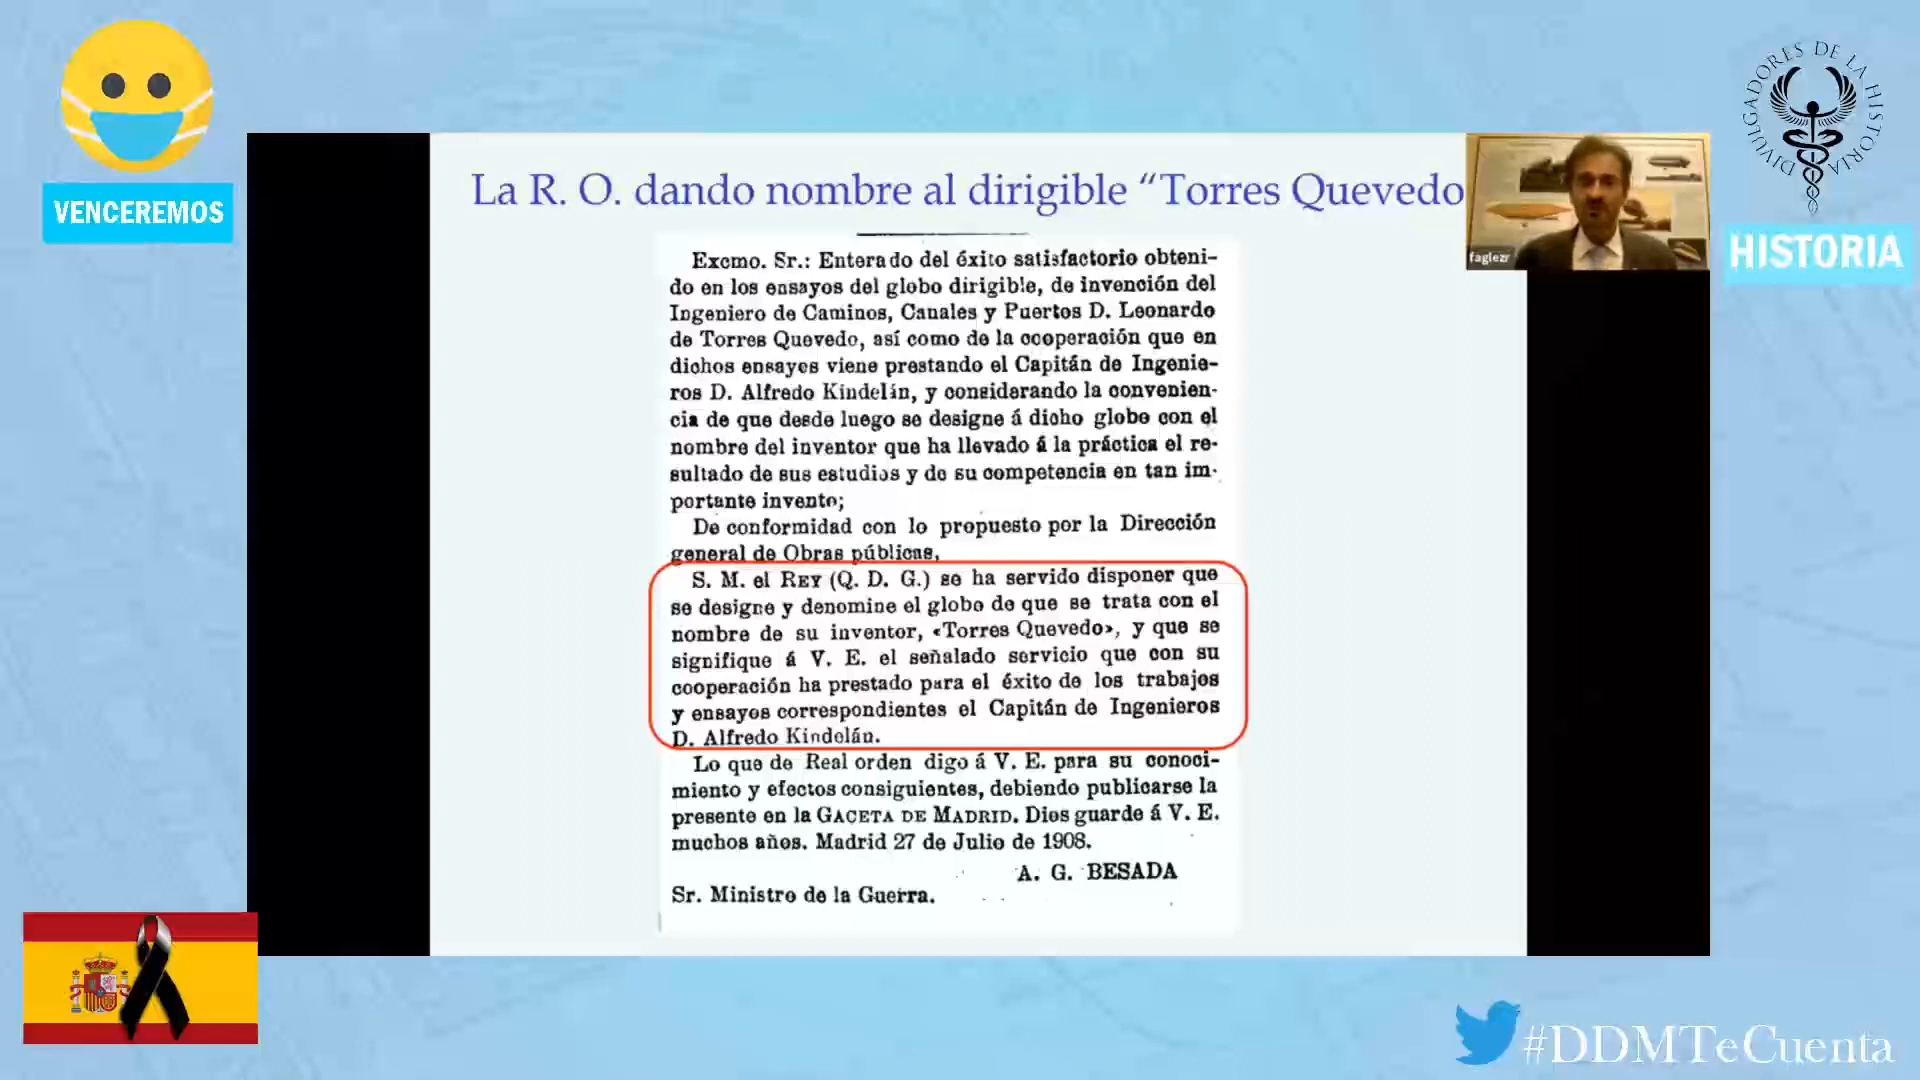 VENCEREMOS
La R. O. dando nombre al dirigible “Torres Quevedo
Excmo. Sr.: Enterado del éxito satisfactorio obteni-
do en los ensayos del globo dirigible, de invención del
Ingeniero de Caminos, Canales y Puertos D. Leonardo
de Torres Quevedo, así como de la cooperación que en
dichos ensayos viene prestando el Capitán de Ingenie-
ros D. Alfredo Kindelán, y considerando la convenien-
cia de que desde luego se designe á dicho globo con el
nombre del inventor que ha llevado á la práctica el re-
sultado de sus estudios y de su competencia en tan im-
portante invento;
De conformidad con lo propuesto por la Dirección
general de Obras públicas,
S. M. el REY (Q. D. G.) se ha servido disponer que
se designe y denomine el globo de que se trata con el
nombre de su inventor, «Torres Quevedo», y que se
signifique á V. E. el señalado servicio que con su
cooperación ha prestado para el éxito de los trabajos
y ensayos correspondientes el Capitán de Ingenieros
D. Alfredo Kindelán.
Lo que de Real orden digo á V. E. para su conoci-
miento y efectos consiguientes, debiendo publicarse la
presente en la GACETA DE MADRID. Dios guarde á V. E.
muchos años. Madrid 27 de Julio de 1908.
A. G. BESADA
Sr. Ministro de la Guerra.
faglezr
DIVULGADORES DE LA HISTORIA
HISTORIA
#DDMTeCuenta